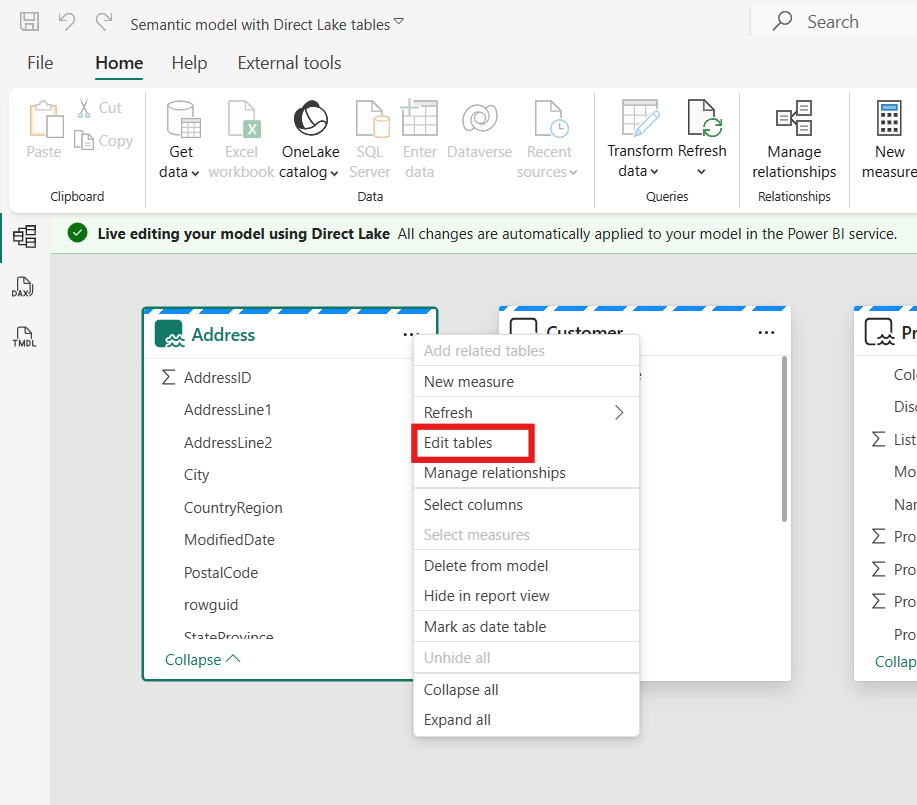 Semantic model with Direct Lake tables
Search
File
Home
Help
External tools
Paste
Cut
Copy
Clipboard
Get data
Excel workbook
OneLake catalog
SQL Server
Enter data
Dataverse
Recent sources
Data
Transform data
Refresh
Queries
Manage relationships
Relationships
New measure
Live editing your model using Direct Lake All changes are automatically applied to your model in the Power BI service.
DAX
TMDL
Address
AddressID
AddressLine1
AddressLine2
City
CountryRegion
ModifiedDate
PostalCode
rowguid
StateProvince
Collapse
Customer
Add related tables
New measure
Refresh
Edit tables
Manage relationships
Select columns
Select measures
Delete from model
Hide in report view
Mark as date table
Unhide all
Collapse all
Expand all
Pr
Colo
Disc
List
Mo
Nar
Pro
Pro
Pro
Pro
Collap